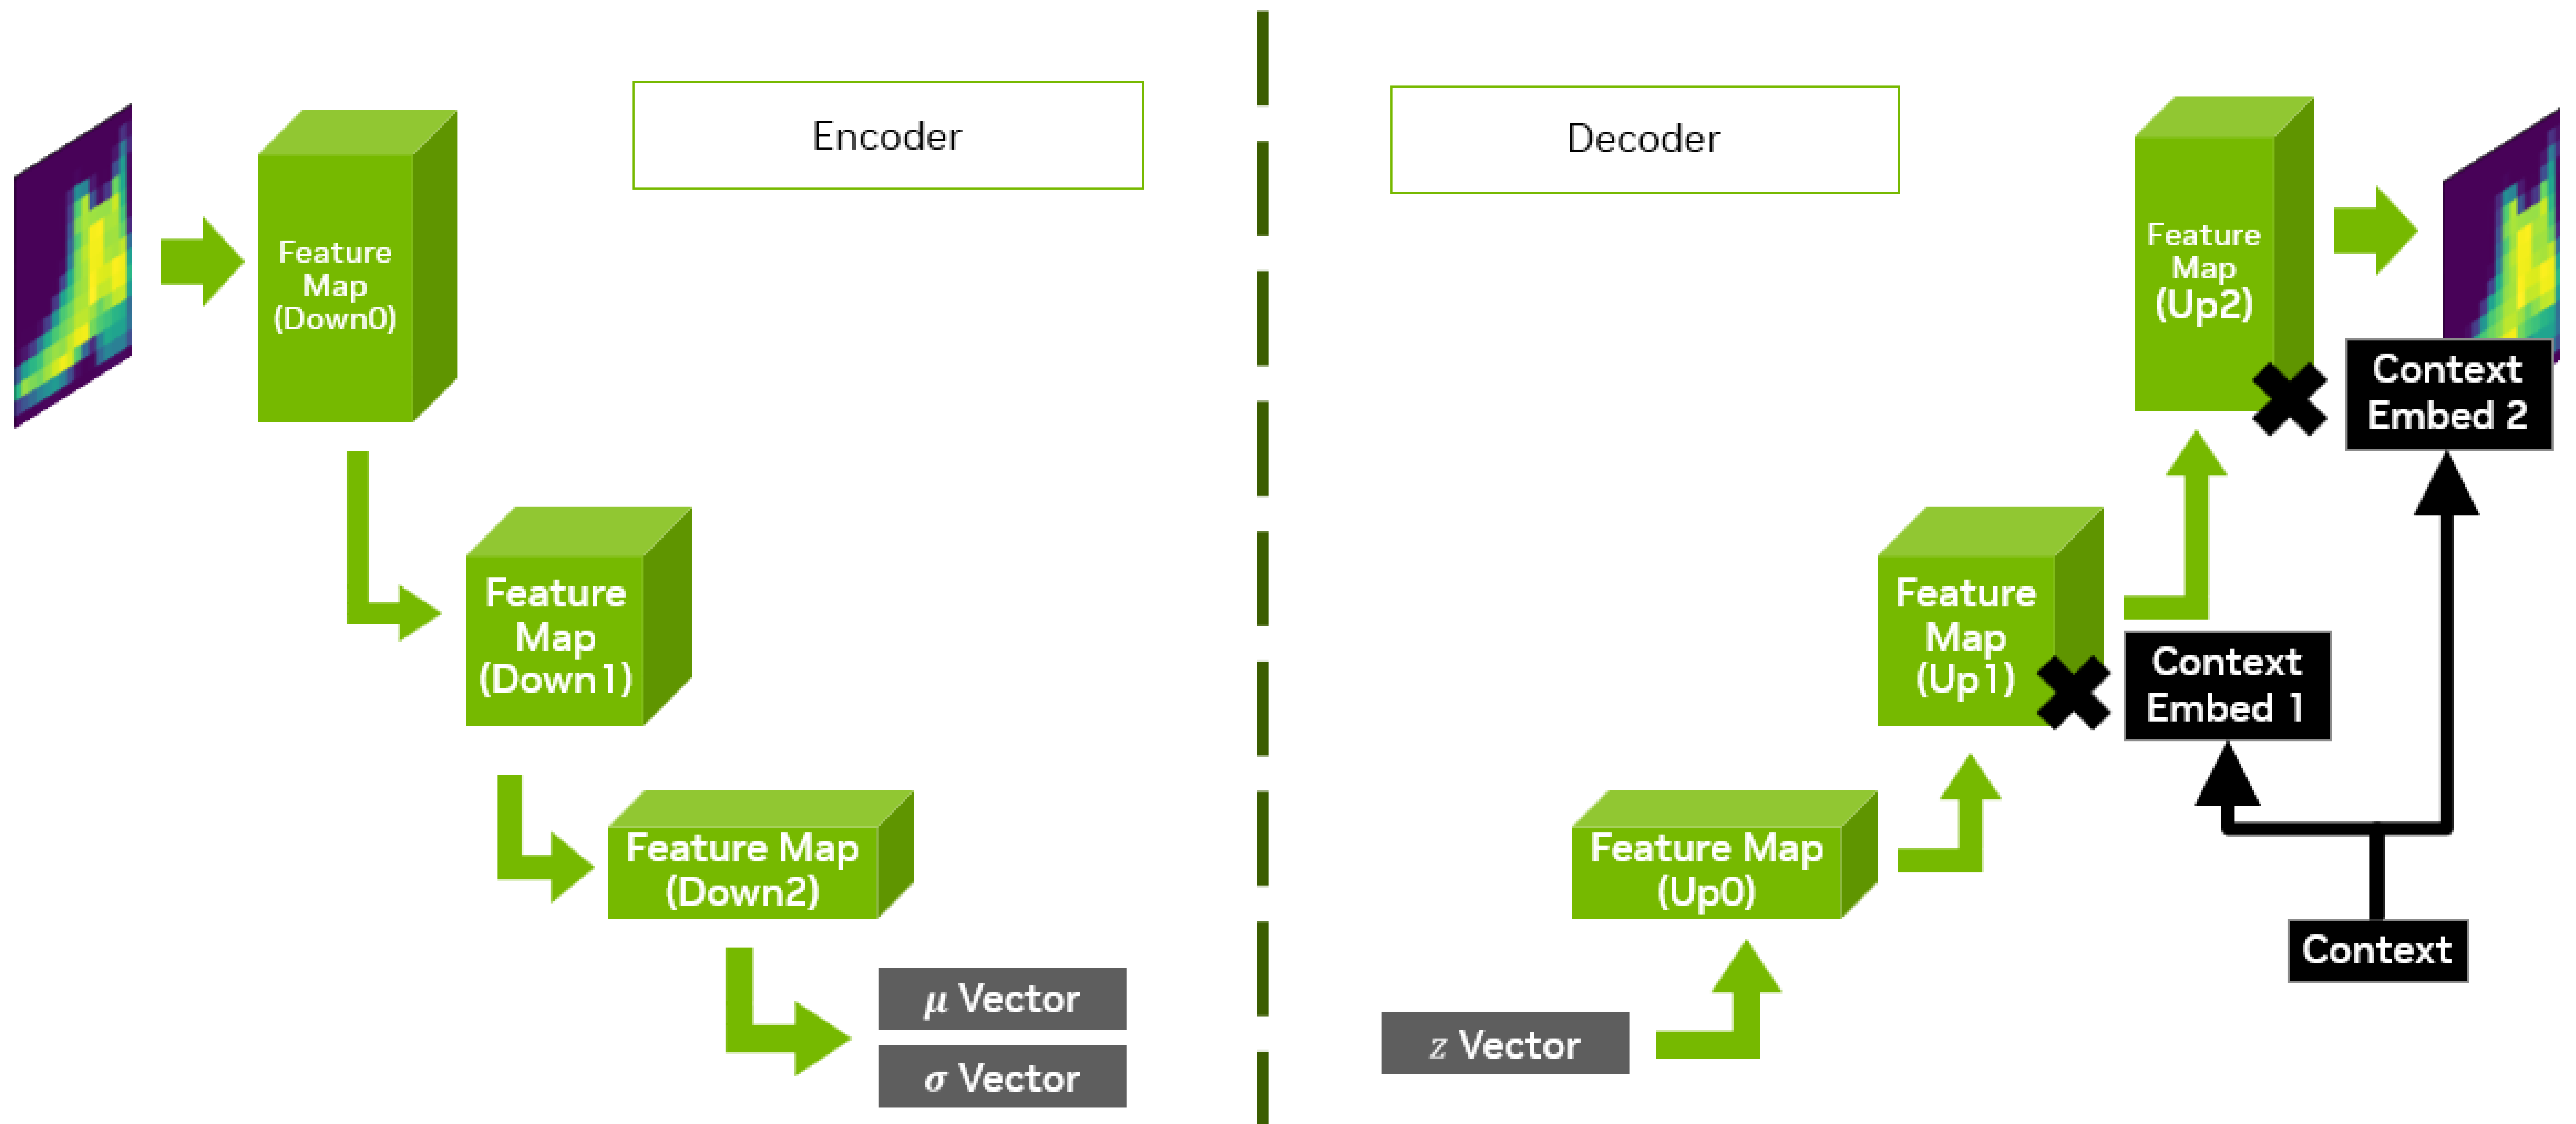 Encoder
Feature
Map
(Down0)
Feature
Map
(Down1)
Feature Map
(Down2)
μ Vector
σ Vector
Decoder
Feature
Map
(Up2)
Context
Embed 2
Feature
Map
(Up1)
Context
Embed 1
Feature Map
(Up0)
Context
z Vector